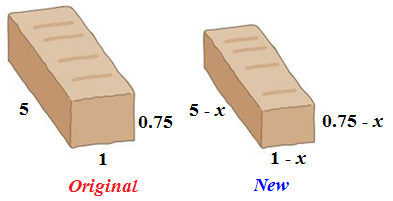 5
0.75
1
Original
5 - x
0.75 - x
1 - x
New